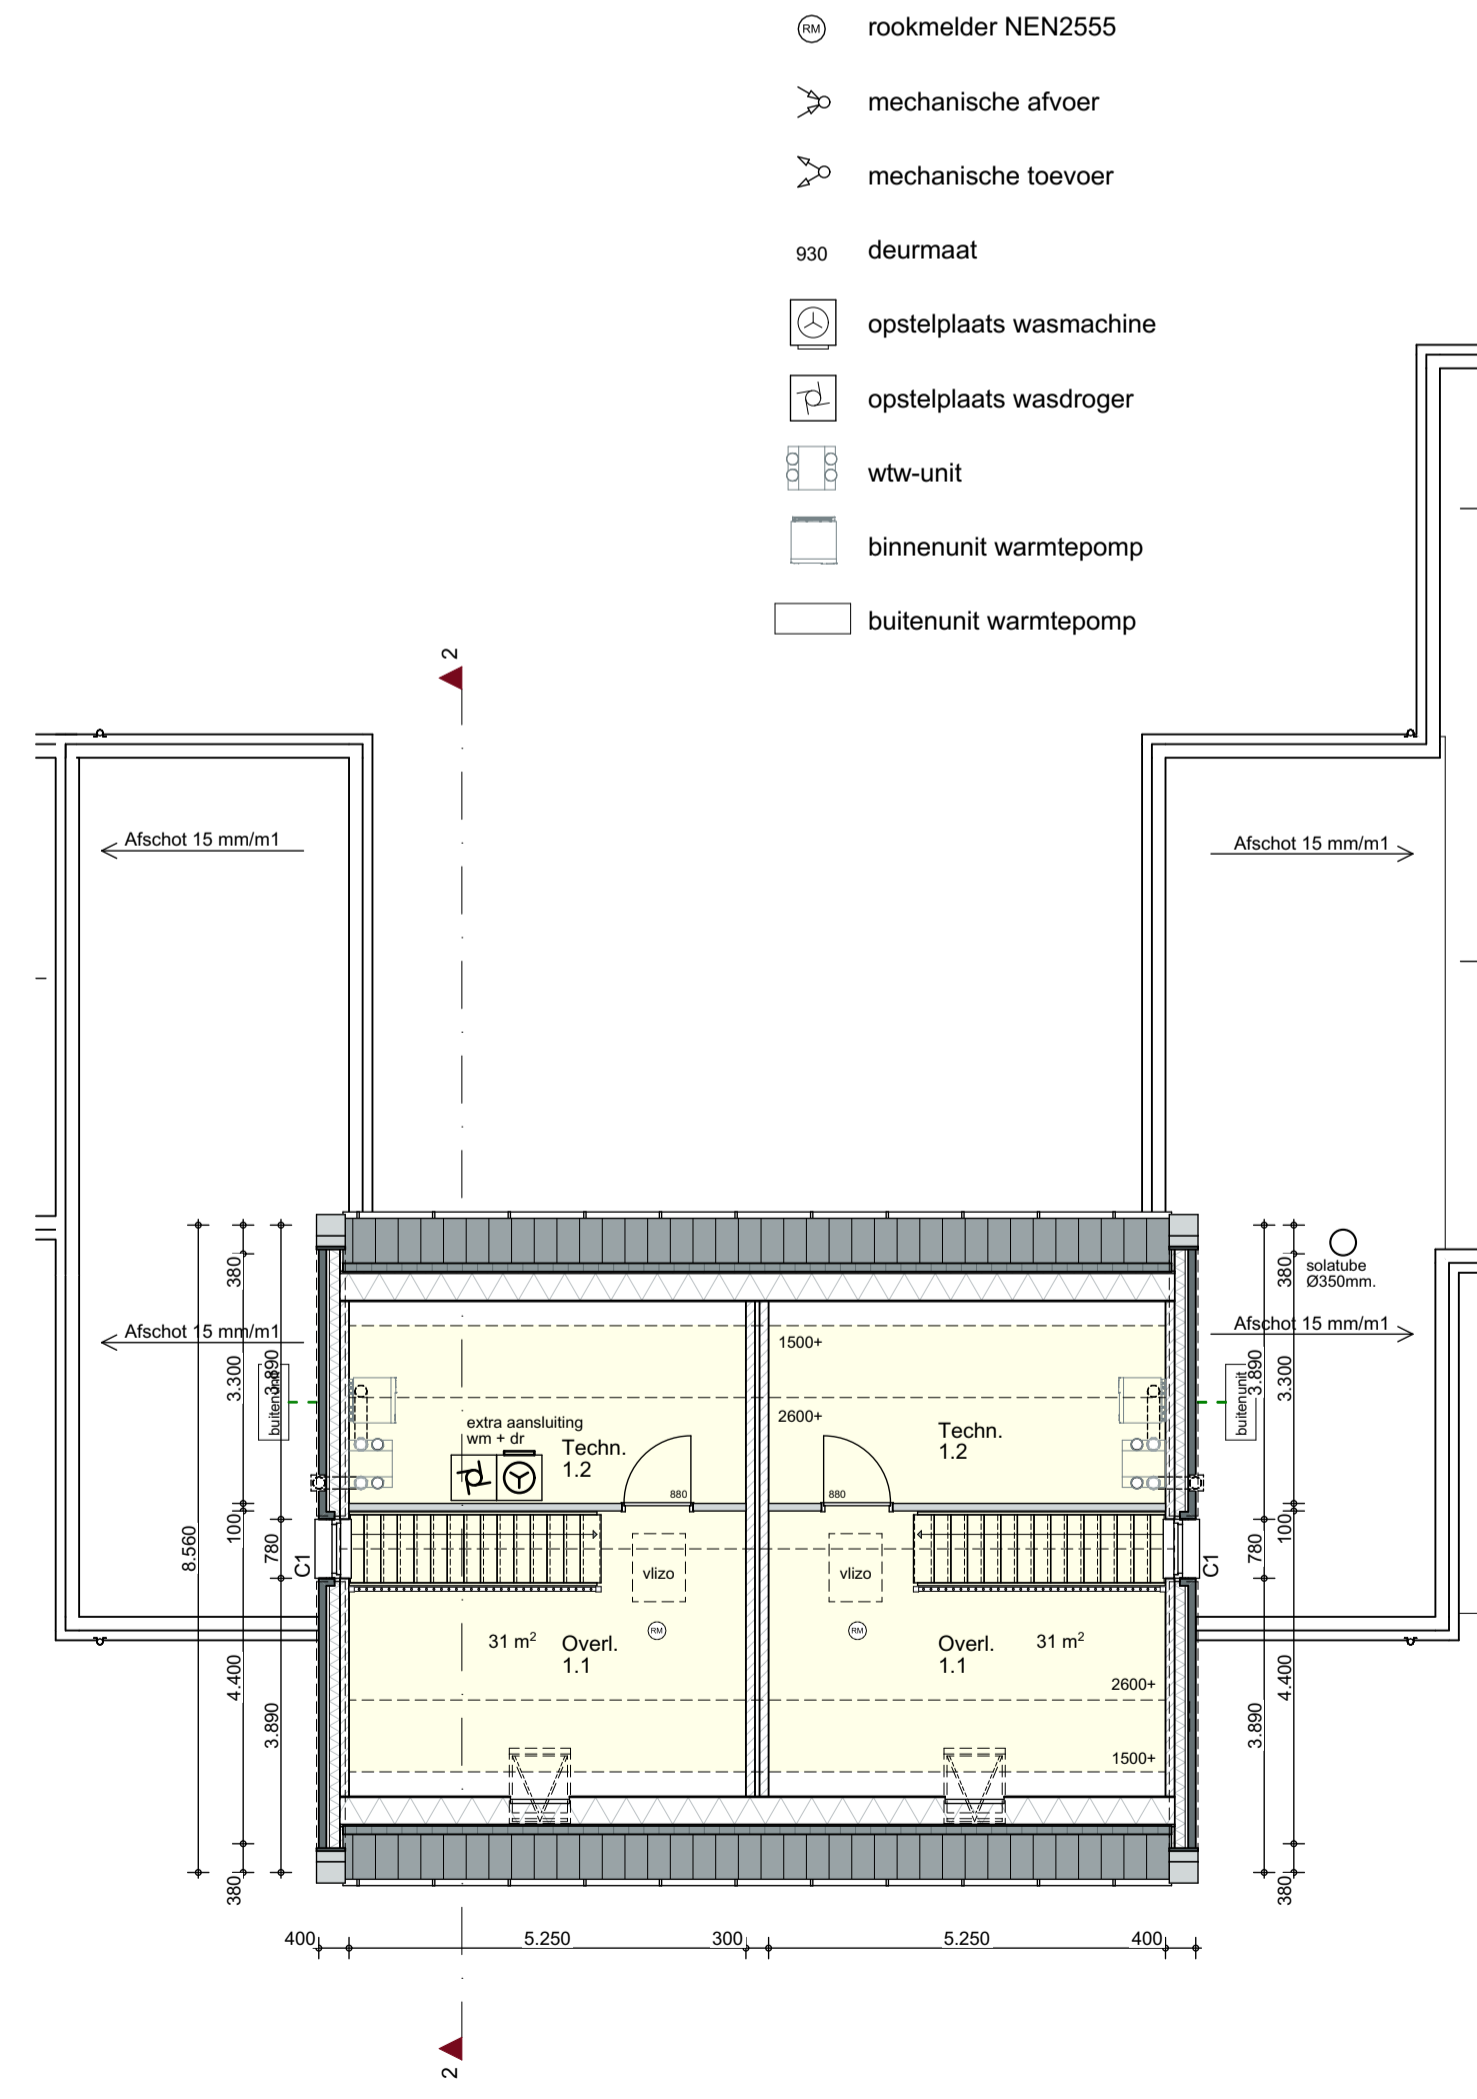 RM rookmelder NEN2555
mechanische afvoer
mechanische toevoer
930 deurmaat
opstelplaats wasmachine
opstelplaats wasdroger
wtw-unit
binnenunit warmtepomp
buitenunit warmtepomp
2
Afschot 15 mm/m1
Afschot 15 mm/m1
380
380
solatube
Ø350mm.
Afschot 15 mm/m1
Afschot 15 mm/m1
1500+
3.300
3.890
buitenunit
buitenunit
3.890
3.300
2600+
extra aansluiting
wm + dr
Techn.
1.2
Techn.
1.2
880
880
8.560
100
780
C1
C1
780
100
vlizo
vlizo
RM
RM
31 m²
Overl.
1.1
Overl.
1.1
31 m²
4.400
3.890
2600+
3.890
4.400
1500+
380
380
400
5.250
300
5.250
400
2